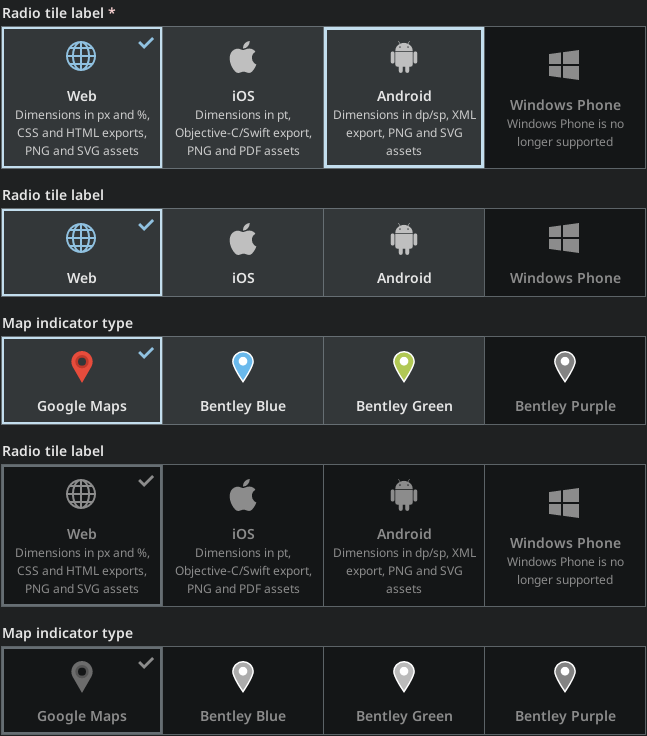 Radio tile label *
Web
Dimensions in px and %,
CSS and HTML exports,
PNG and SVG assets
iOS
Dimensions in pt,
Objective-C/Swift export,
PNG and PDF assets
Android
Dimensions in dp/sp, XML
export, PNG and SVG
assets
Windows Phone
Windows Phone is no
longer supported
Radio tile label
Web
iOS
Android
Windows Phone
Map indicator type
Google Maps
Bentley Blue
Bentley Green
Bentley Purple
Radio tile label
Web
Dimensions in px and %,
CSS and HTML exports,
PNG and SVG assets
iOS
Dimensions in pt,
Objective-C/Swift export,
PNG and PDF assets
Android
Dimensions in dp/sp, XML
export, PNG and SVG
assets
Windows Phone
Windows Phone is no
longer supported
Map indicator type
Google Maps
Bentley Blue
Bentley Green
Bentley Purple